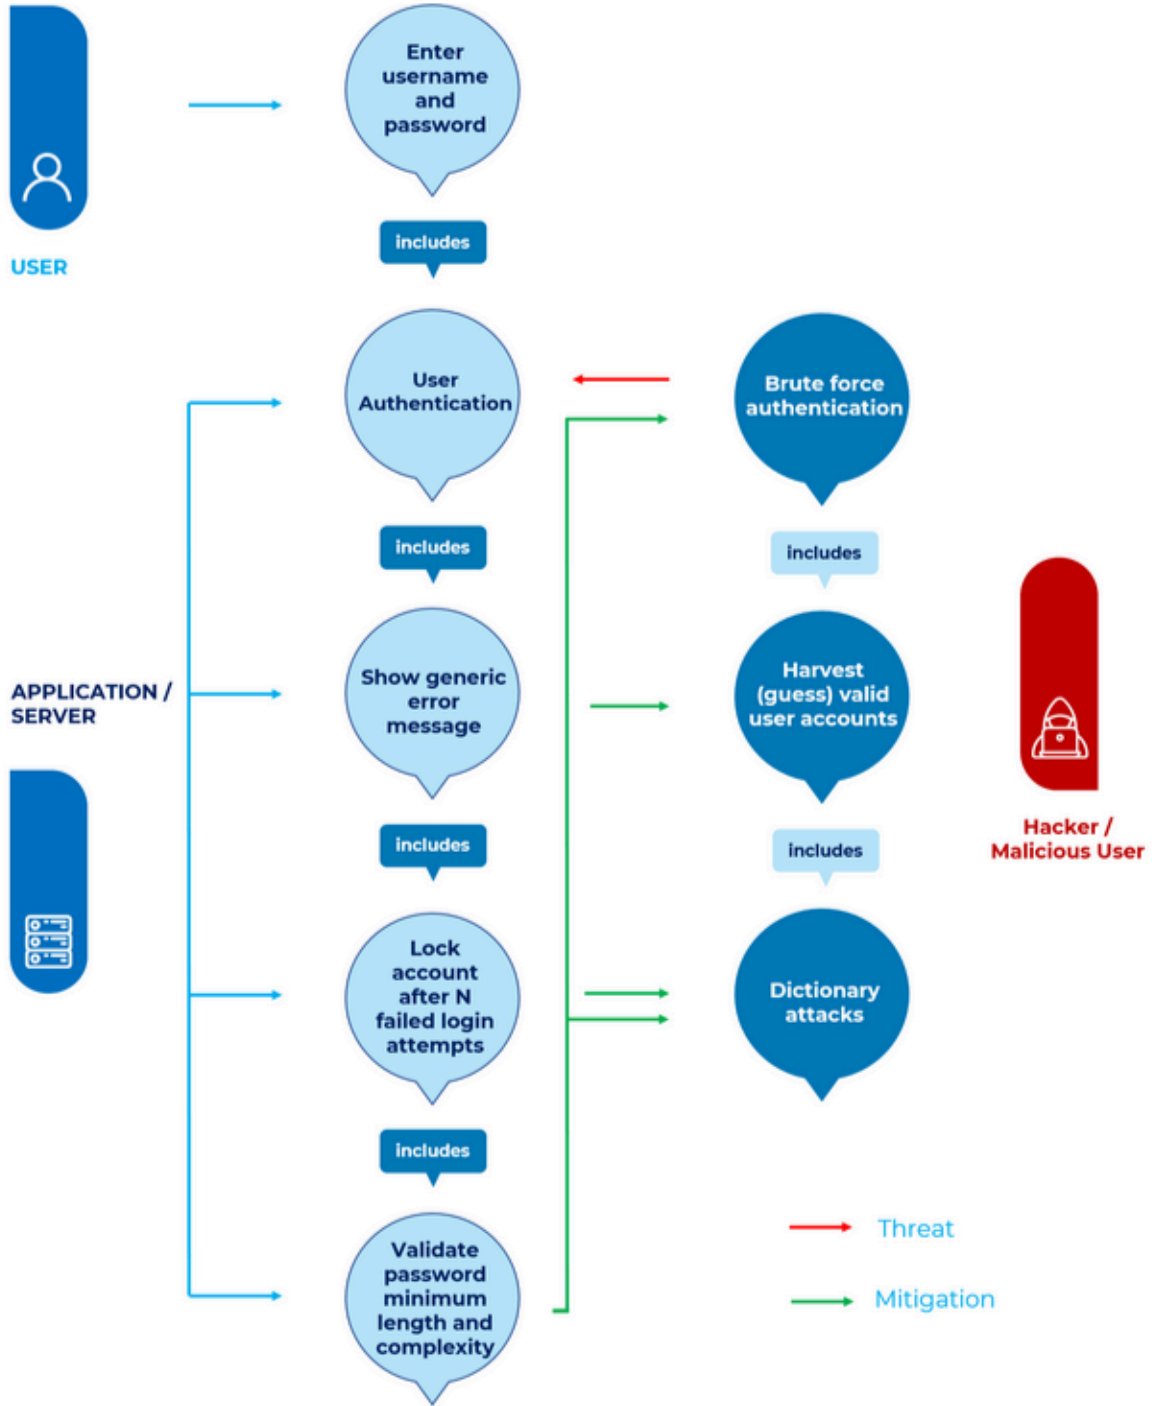 Enter
username
and
password
USER
includes
User
Authentication
Brute force
authentication
includes
includes
Show generic
error
message
Harvest
(guess) valid
user accounts
APPLICATION /
SERVER
includes
includes
Hacker /
Malicious User
Lock
account
after N
failed login
attempts
Dictionary
attacks
includes
Validate
password
minimum
length and
complexity
Threat
Mitigation